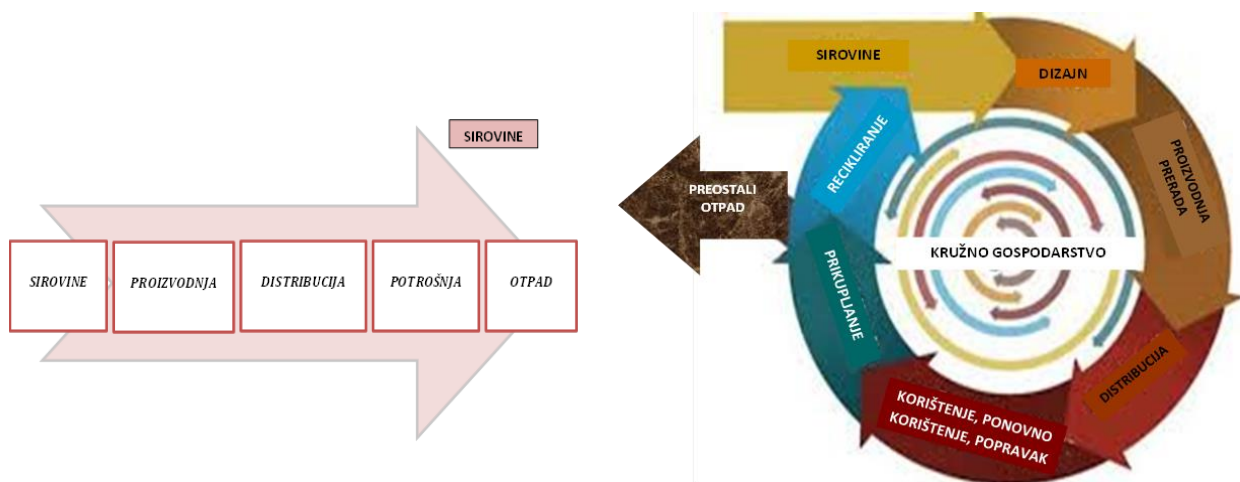 SIROVINE
SIROVINE
PROIZVODNJA
DISTRIBUCIJA
POTROŠNJA
OTPAD
SIROVINE
DIZAJN
PROIZVODNJA
PRERADA
DISTRIBUCIJA
KORIŠTENJE, PONOVNO
KORIŠTENJE, POPRAVAK
PRIKUPLJANJE
RECIKLIRANJE
PREOSTALI
OTPAD
KRUŽNO GOSPODARSTVO